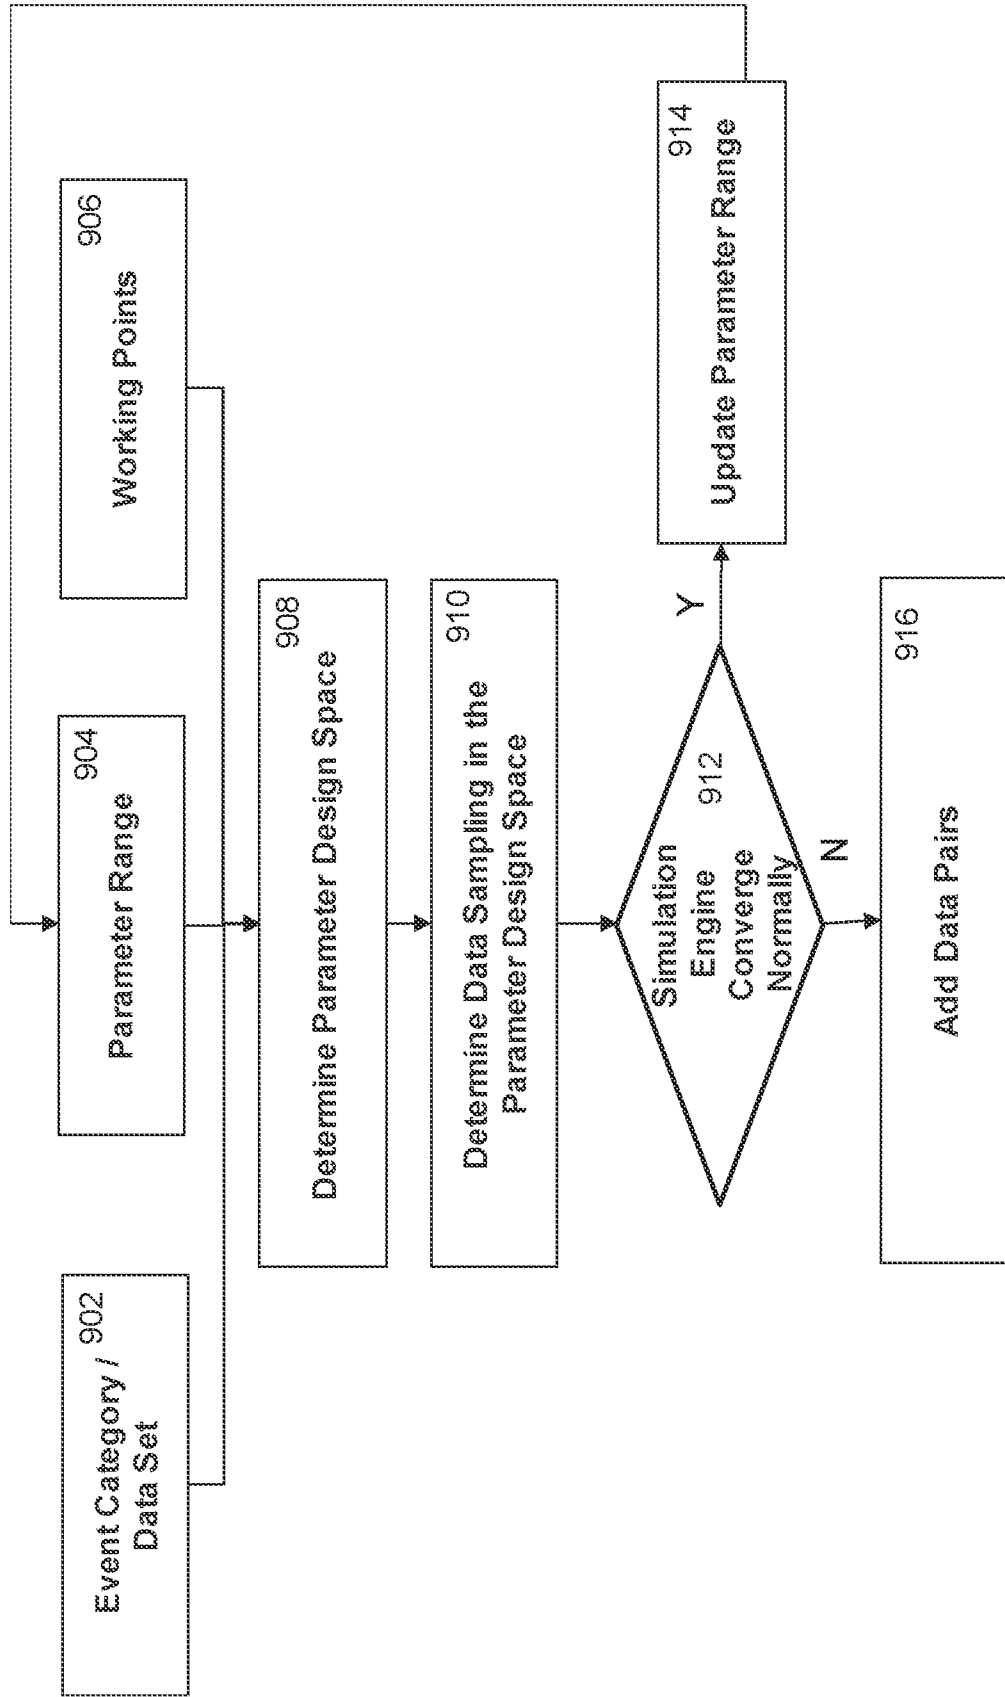 Event Category /
Data Set
902
Parameter Range
904
Working Points
906
908
Determine Parameter Design Space
910
Determine Data Sampling in the
Parameter Design Space
Simulation
Engine
Converge
Normally
912
Y
N
914
Update Parameter Range
916
Add Data Pairs